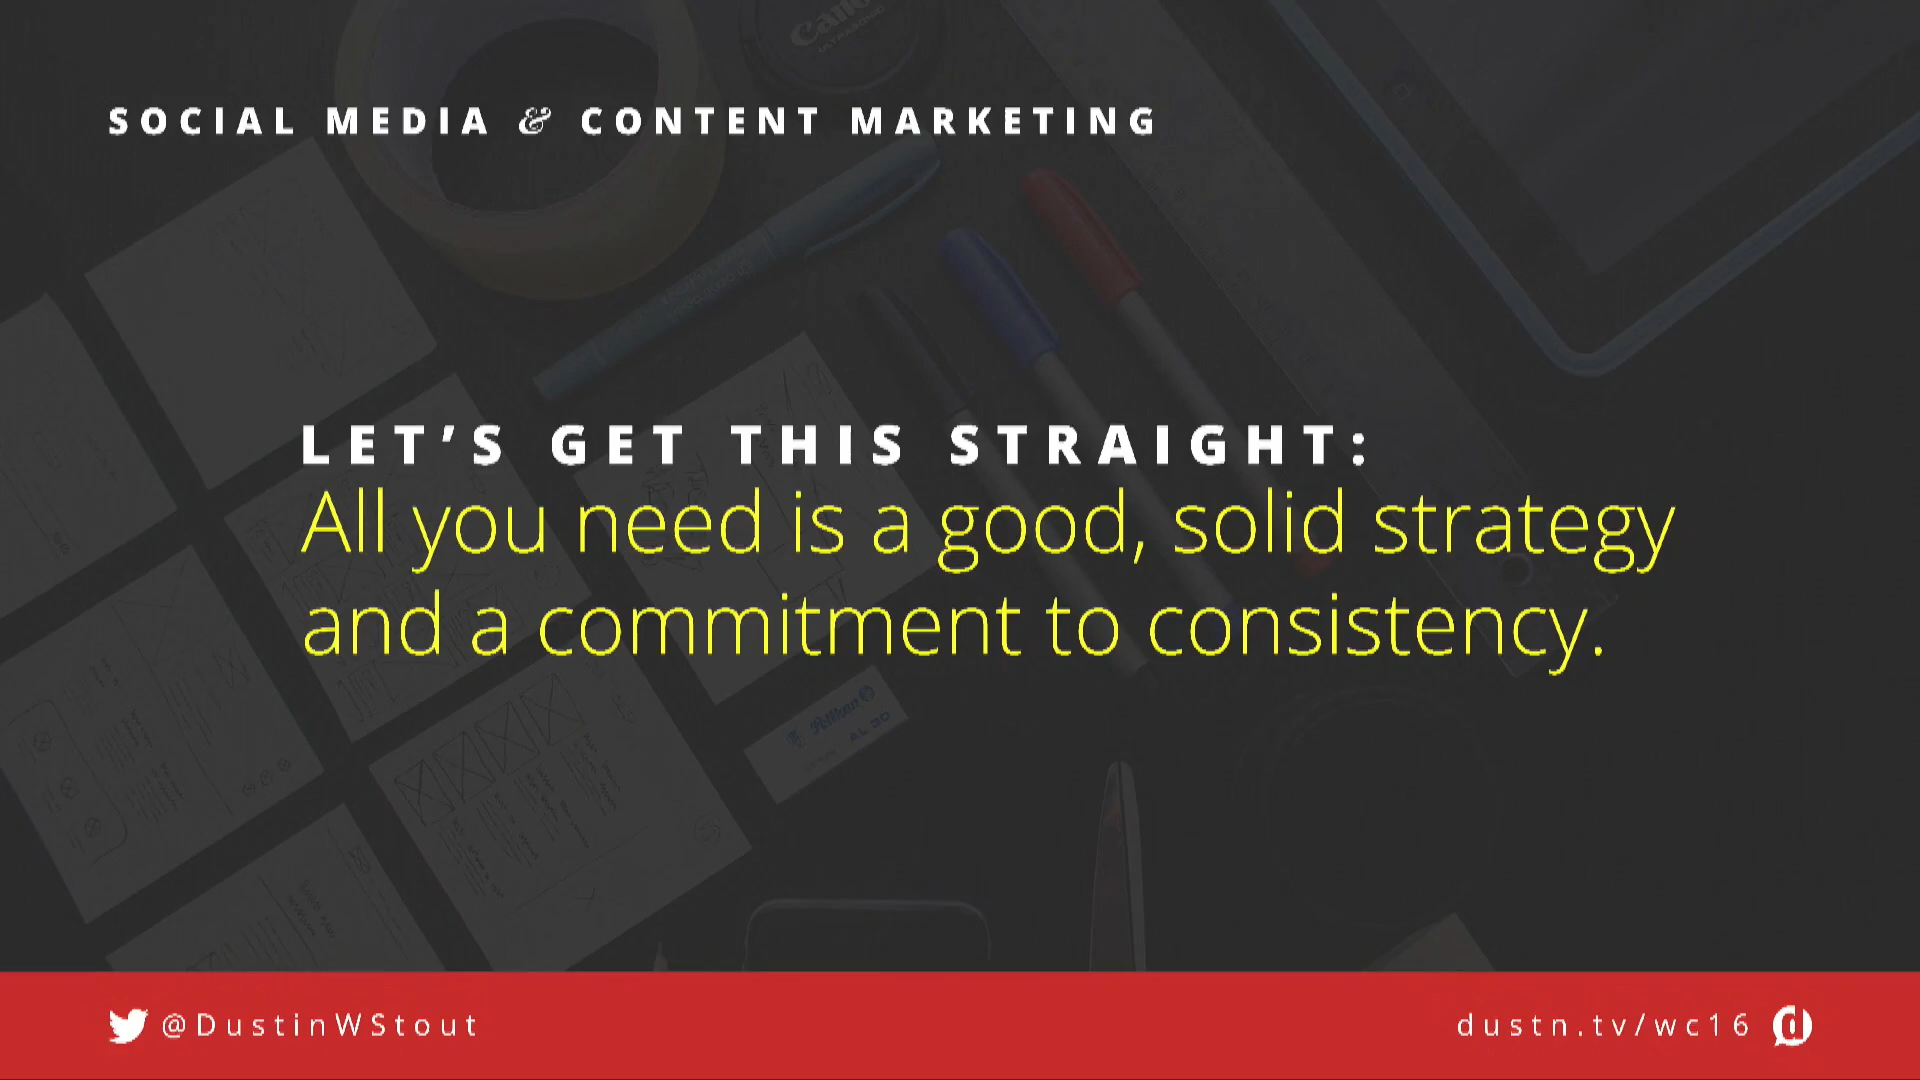 SOCIAL MEDIA & CONTENT MARKETING
LET’S GET THIS STRAIGHT:
All you need is a good, solid strategy
and a commitment to consistency.
@DustinWStout
dustn.tv/wc16